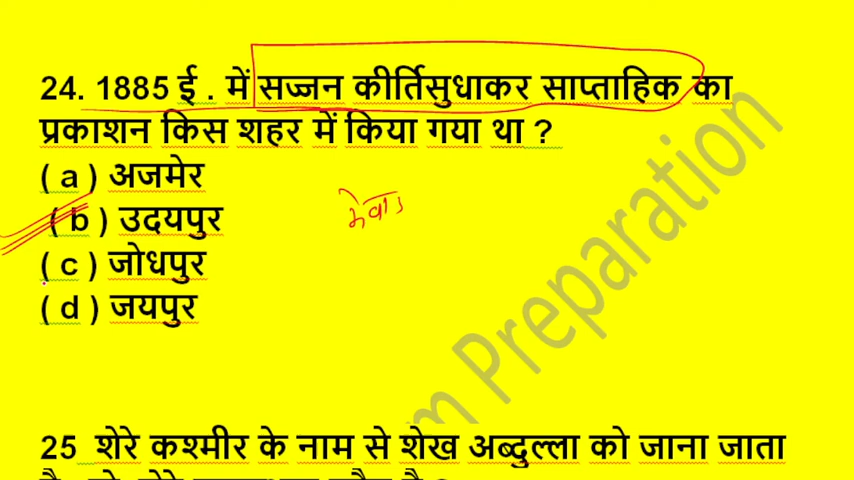 24. 1885 ई . में सज्जन कीर्तिसुधाकर साप्ताहिक का
प्रकाशन किस शहर में किया गया था ?
( a ) अजमेर
( b ) उदयपुर
मेवाड
( c ) जोधपुर
( d ) जयपुर
m Preparation
25 शेरे कश्मीर के नाम से शेख अब्दुल्ला को जाना जाता